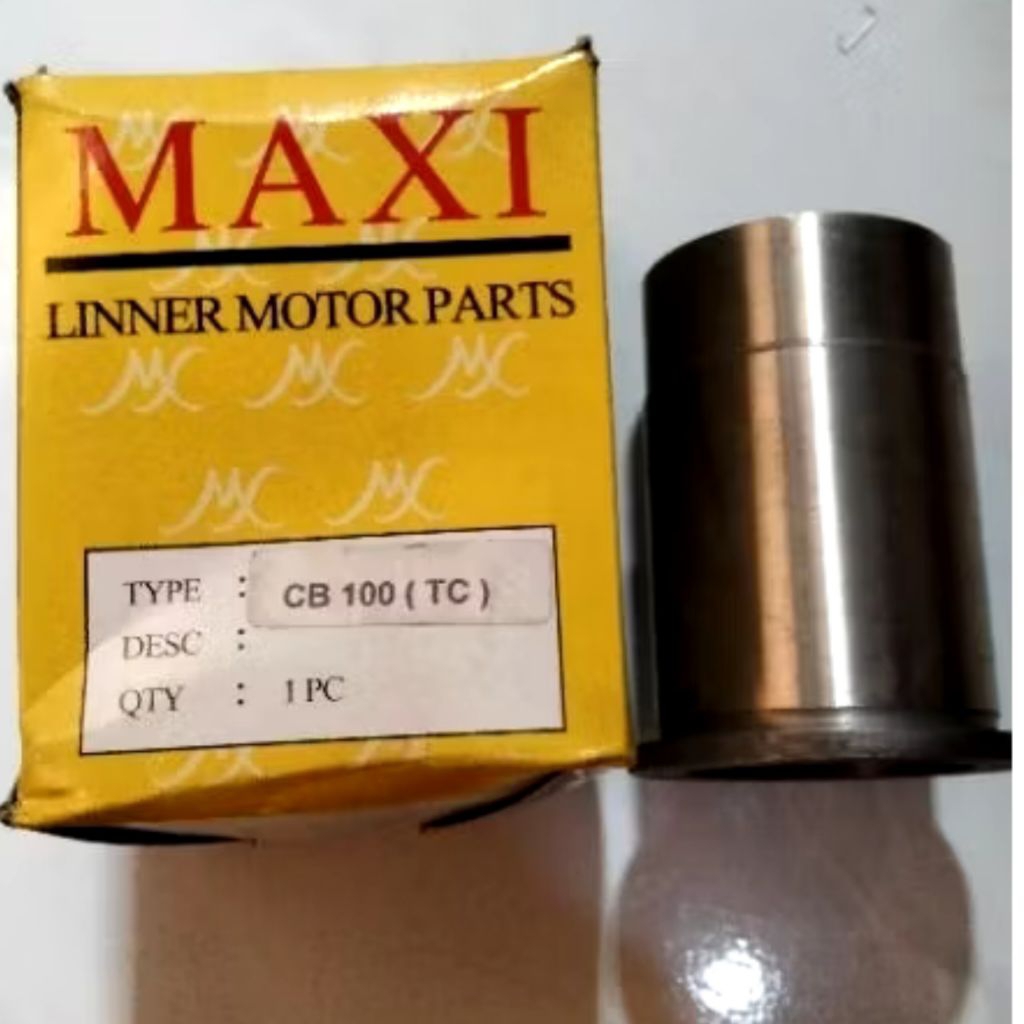 MAXI
LINNER MOTOR PARTS
TYPE : CB 100 ( TC )
DESC :
QTY : 1 PC